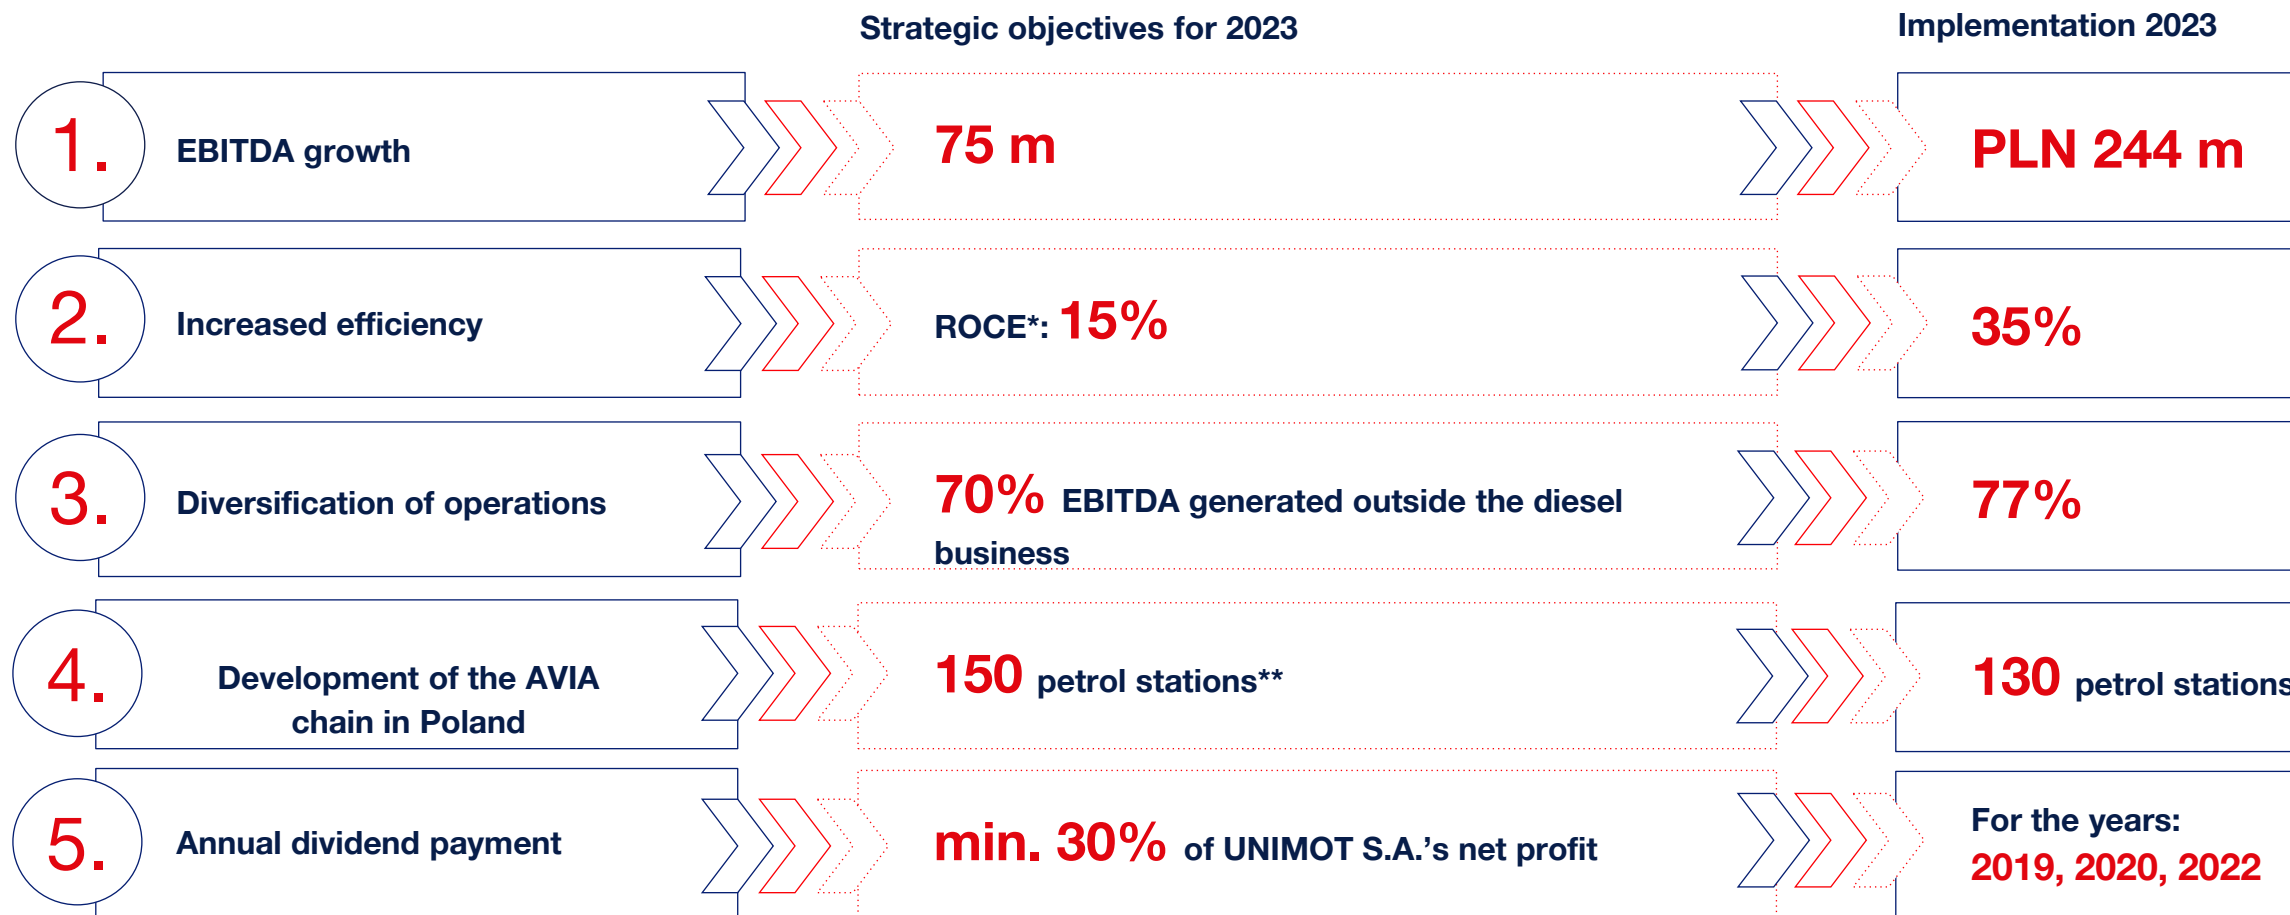 Strategic objectives for 2023
Implementation 2023
1.
EBITDA growth
75 m
PLN 244 m
2.
Increased efficiency
ROCE*: 15%
35%
3.
Diversification of operations
70% EBITDA generated outside the diesel
business
77%
4.
Development of the AVIA
chain in Poland
150 petrol stations**
130 petrol stations
5.
Annual dividend payment
min. 30% of UNIMOT S.A.'s net profit
For the years:
2019, 2020, 2022